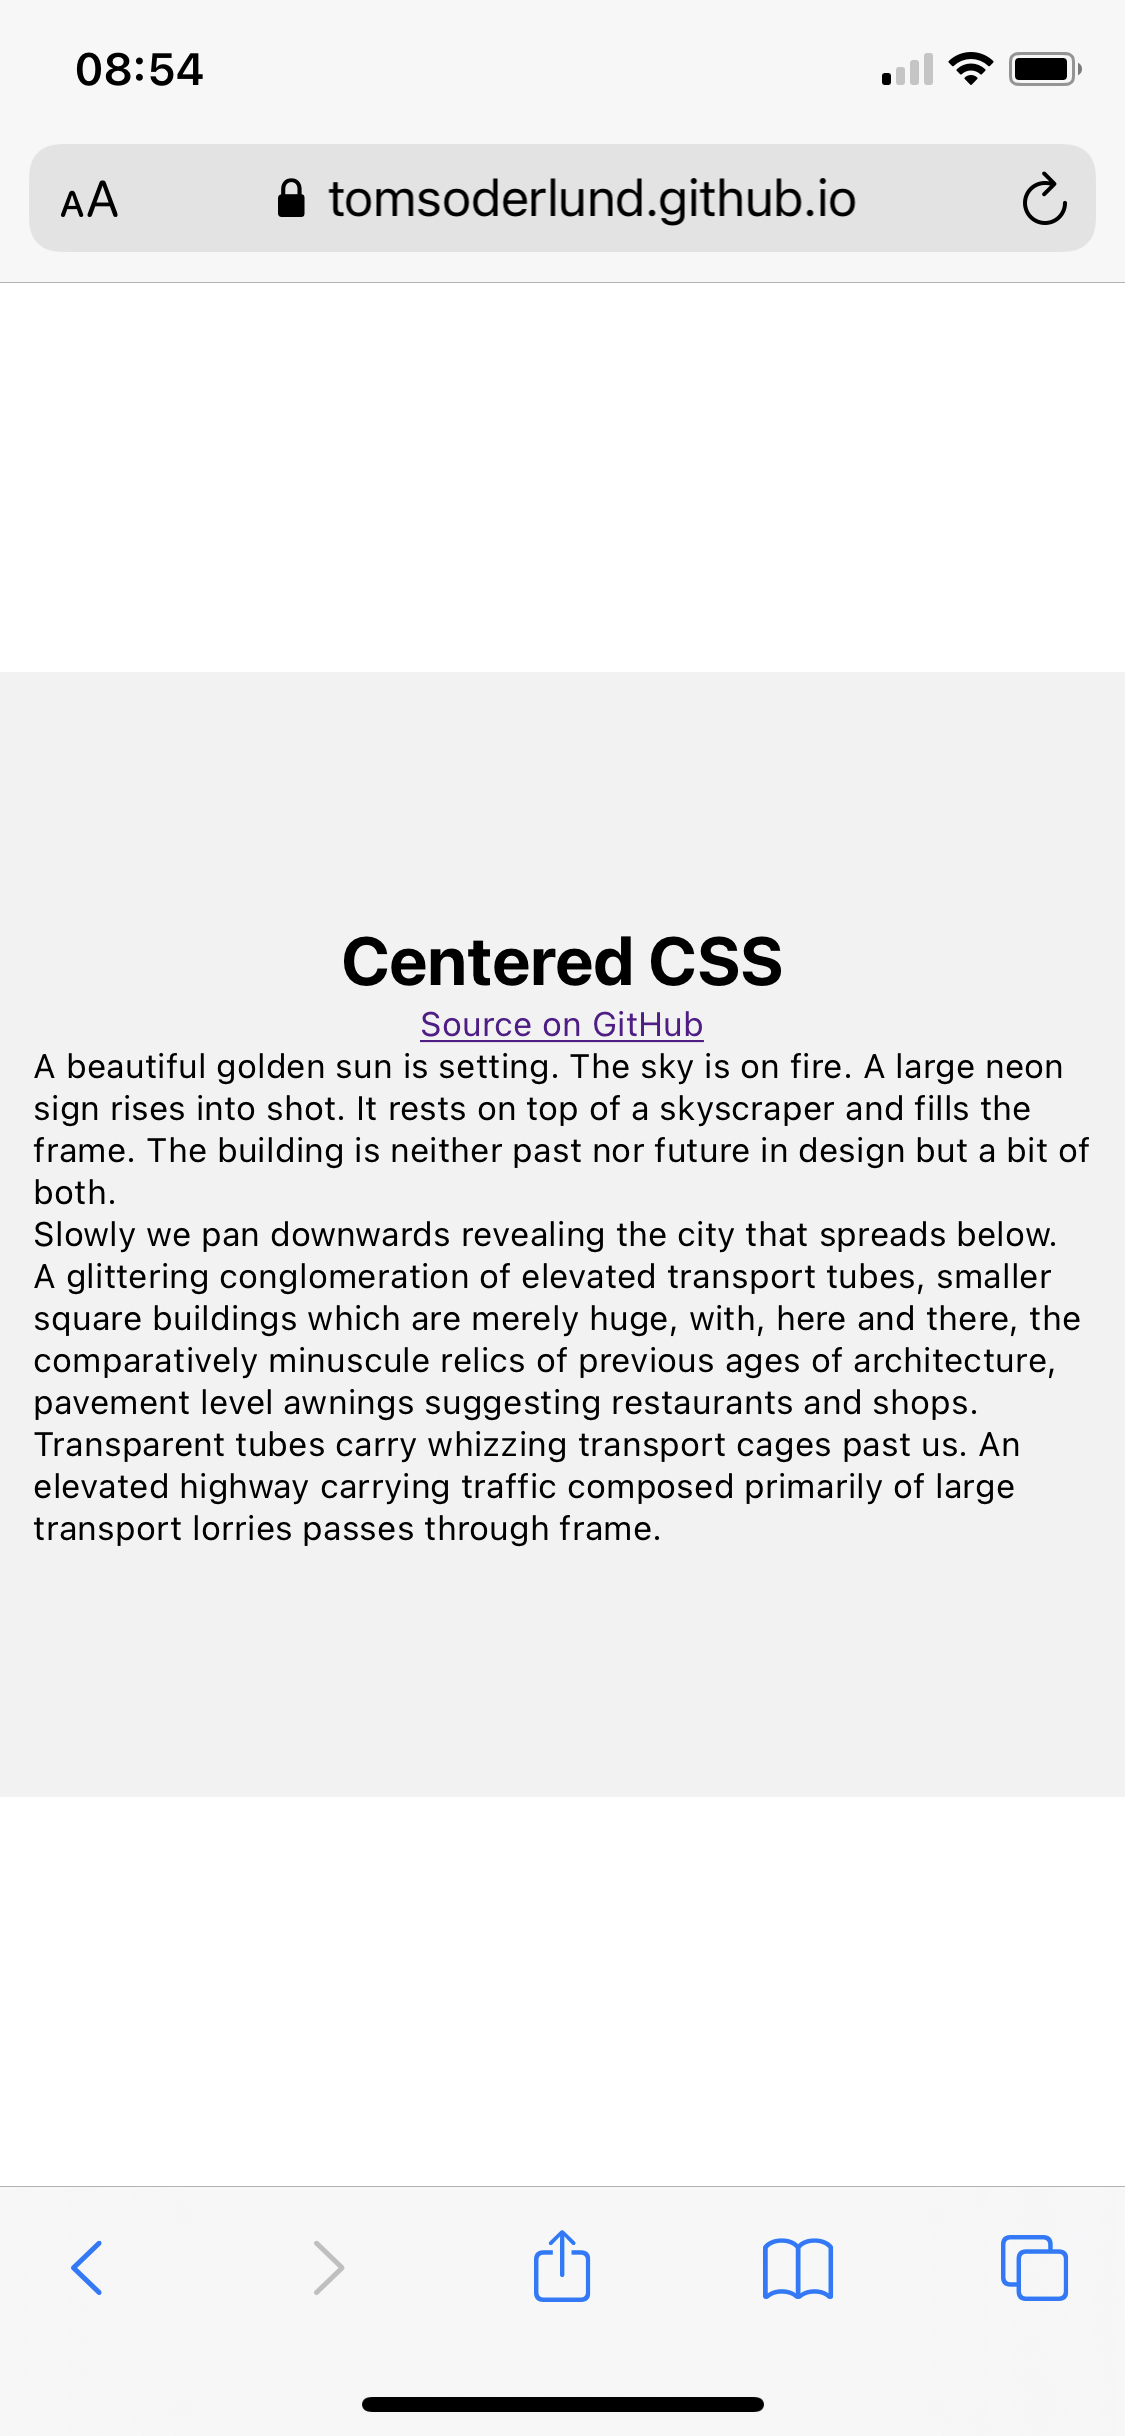 08:54
AA
tomsoderlund.github.io
Centered CSS
Source on GitHub
A beautiful golden sun is setting. The sky is on fire. A large neon
sign rises into shot. It rests on top of a skyscraper and fills the
frame. The building is neither past nor future in design but a bit of
both.
Slowly we pan downwards revealing the city that spreads below.
A glittering conglomeration of elevated transport tubes, smaller
square buildings which are merely huge, with, here and there, the
comparatively minuscule relics of previous ages of architecture,
pavement level awnings suggesting restaurants and shops.
Transparent tubes carry whizzing transport cages past us. An
elevated highway carrying traffic composed primarily of large
transport lorries passes through frame.